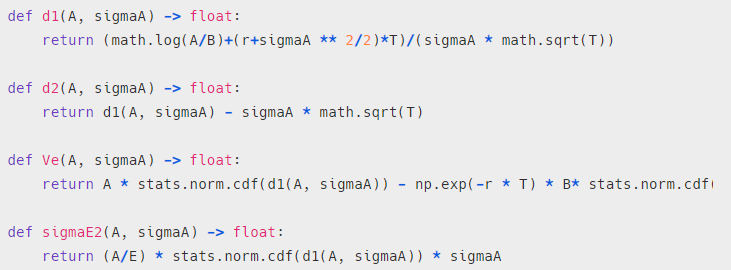 def d1(A, sigmaA) -> float:
    return (math.log(A/B)+(r+sigmaA ** 2/2)*T)/(sigmaA * math.sqrt(T))
def d2(A, sigmaA) -> float:
    return d1(A, sigmaA) - sigmaA * math.sqrt(T)
def Ve(A, sigmaA) -> float:
    return A * stats.norm.cdf(d1(A, sigmaA)) - np.exp(-r * T) * B* stats.norm.cdf(
def sigmaE2(A, sigmaA) -> float:
    return (A/E) * stats.norm.cdf(d1(A, sigmaA)) * sigmaA